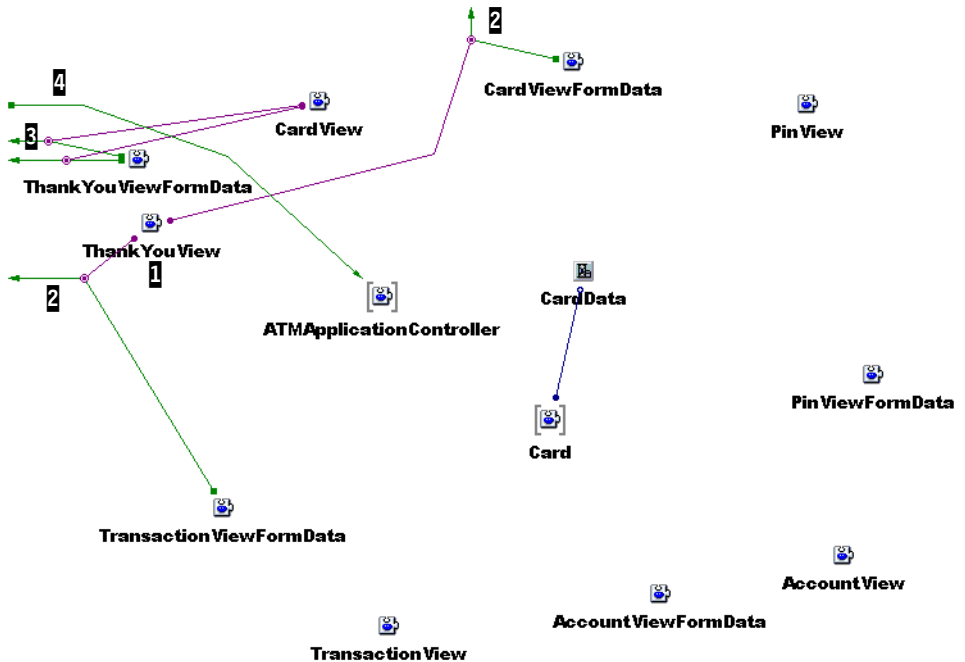 2
4
CardViewFormData
CardView
PinView
3
ThankYouViewFormData
ThankYouView
1
2
CardData
ATMApplicationController
PinViewFormData
Card
TransactionViewFormData
AccountView
AccountViewFormData
TransactionView